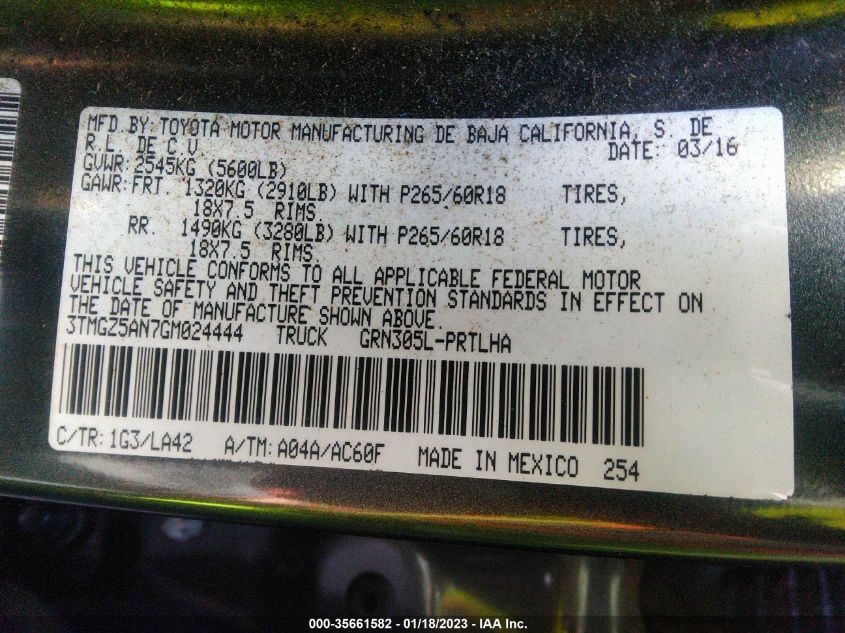 MFD. BY: TOYOTA MOTOR MANUFACTURING DE BAJA CALIFORNIA, S. DE
R.L. DE C.V DATE: 03/16
GVWR: 2545KG (5600LB)
GAWR: FRT 1320KG (2910LB) WITH P265/60R18 TIRES,
18X7.5 RIMS.
RR. 1490KG (3280LB) WITH P265/60R18 TIRES,
18X7.5 RIMS.
THIS VEHICLE CONFORMS TO ALL APPLICABLE FEDERAL MOTOR
VEHICLE SAFETY AND THEFT PREVENTION STANDARDS IN EFFECT ON
THE DATE OF MANUFACTURE SHOWN ABOVE.
3TMGZ5AN7GM024444 TRUCK GRN305L-PRTLHA
C/TR: 1G3/LA42 A/TM: A04A/AC60F MADE IN MEXICO 254
000-35661582 | 01/18/2023 - IAA Inc.